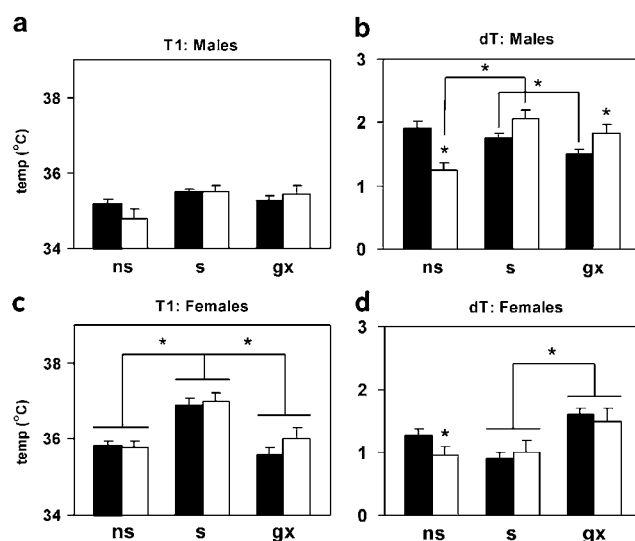 a
T1: Males
temp (°C)
38
36
34
ns
s
gx
b
dT: Males
3
2
1
0
*
*
*
*
ns
s
gx
c
T1: Females
temp (°C)
38
36
34
*
*
ns
s
gx
d
dT: Females
3
2
1
0
*
*
ns
s
gx